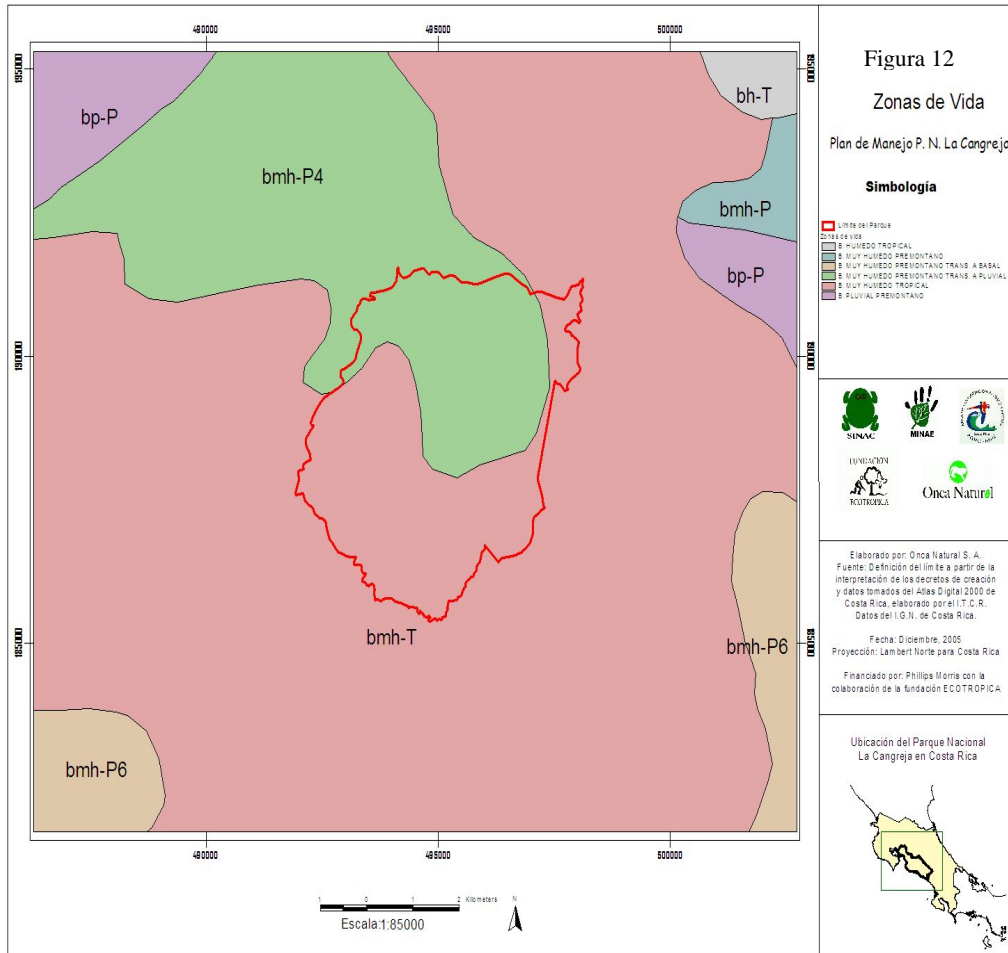 490000 495000 500000
195000
195000
bp-P
bh-T
bmh-P4
bmh-P
bp-P
190000
190000
bmh-T
185000
185000
bmh-P6
bmh-P6
490000 495000 500000
1 0 1 2 Kilometers N
Escala:1:85000
Figura 12
Zonas de Vida
Plan de Manejo P. N. La Cangreja
Simbología
Límite del Parque
Zonas de vida
B. HUMEDO TROPICAL
B. MUY HUMEDO PREMONTANO
B. MUY HUMEDO PREMONTANO TRANS. A BASAL
B. MUY HUMEDO PREMONTANO TRANS. A PLUVIAL
B. MUY HUMEDO TROPICAL
B. PLUVIAL PREMONTANO
SINAC
MINAE
FUNDACIÓN
ECOTROPICA
Onca Natural
Elaborado por: Onca Natural S. A.
Fuente: Definición del límite a partir de la
interpretación de los decretos de creación
y datos tomados del Atlas Digital 2000 de
Costa Rica, elaborado por el I.T.C.R.
Datos del I.G.N. de Costa Rica.
Fecha: Diciembre, 2005
Proyección: Lambert Norte para Costa Rica
Financiado por: Phillips Morris con la
colaboración de la fundación ECOTROPICA
Ubicación del Parque Nacional
La Cangreja en Costa Rica